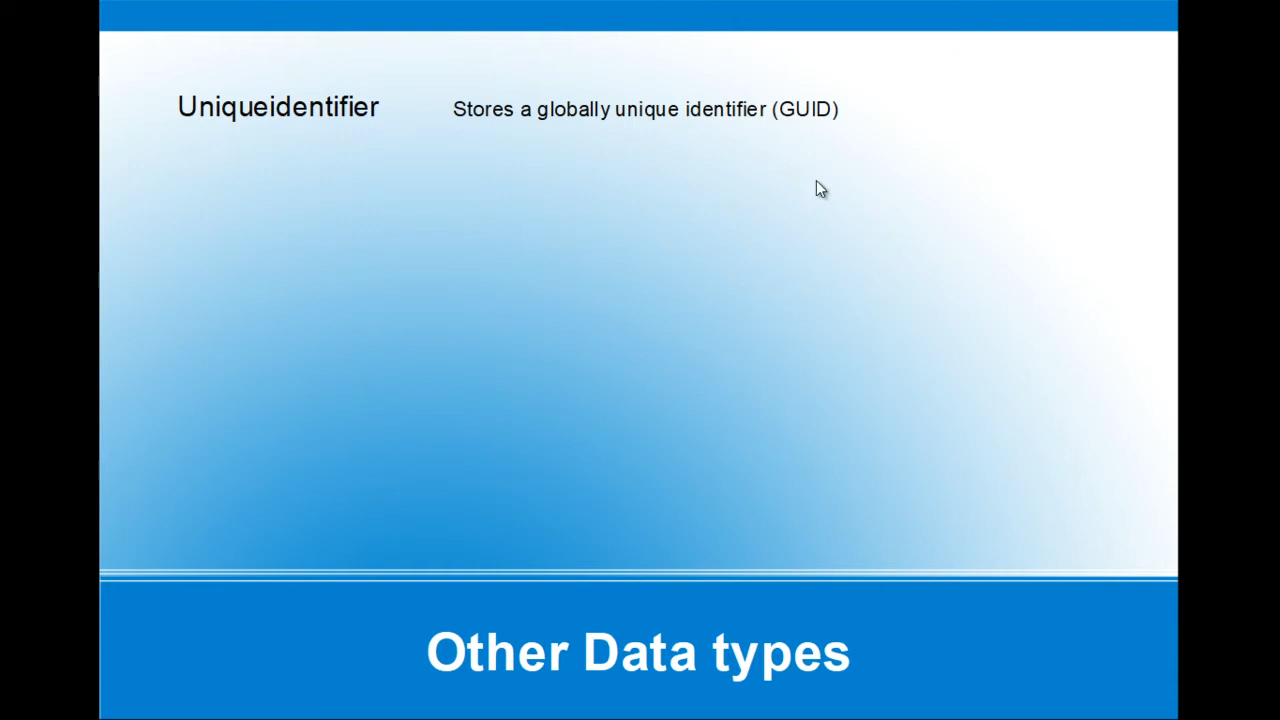 Uniqueidentifier Stores a globally unique identifier (GUID)
Other Data types